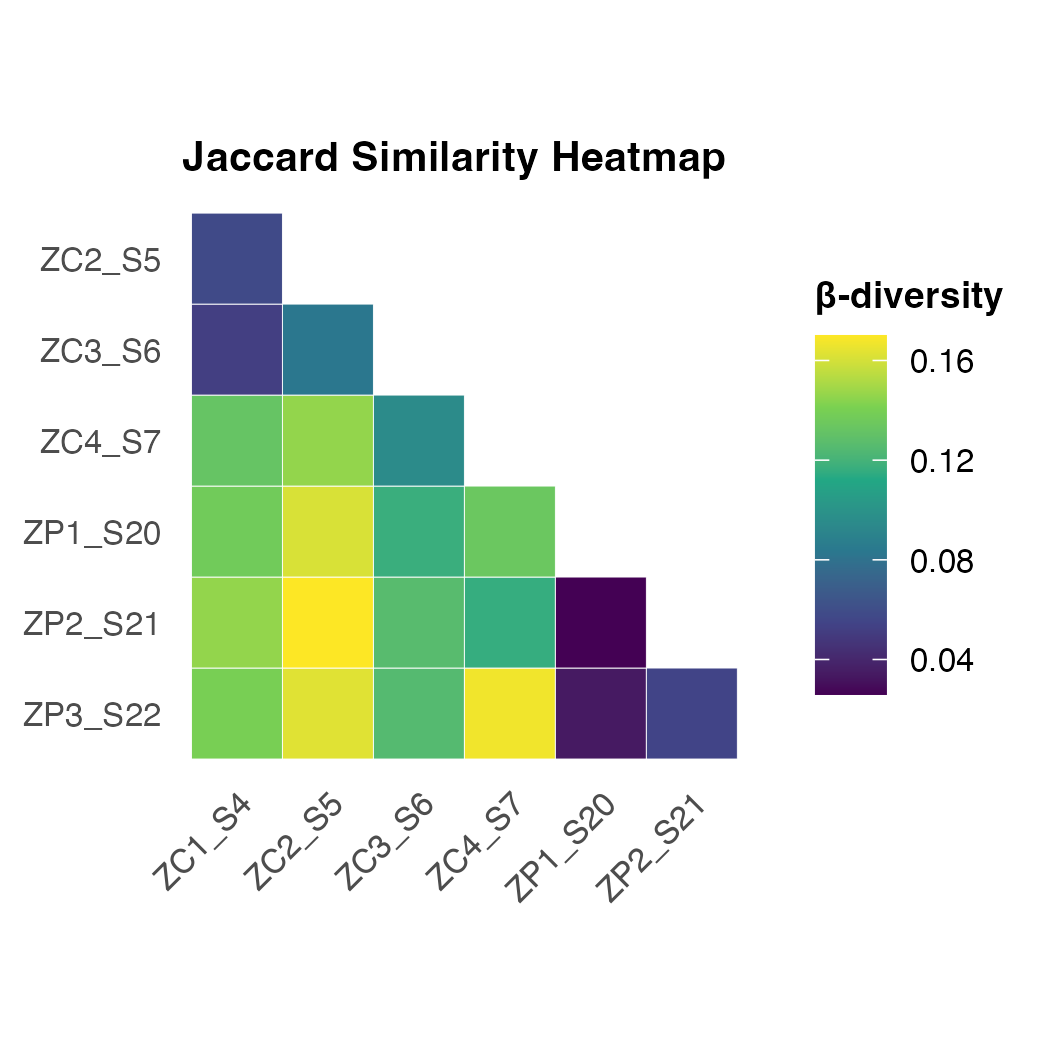 Jaccard Similarity Heatmap
ZC2_S5
ZC3_S6
ZC4_S7
ZP1_S20
ZP2_S21
ZP3_S22
ZC1_S4
ZC2_S5
ZC3_S6
ZC4_S7
ZP1_S20
ZP2_S21
β-diversity
0.16
0.12
0.08
0.04